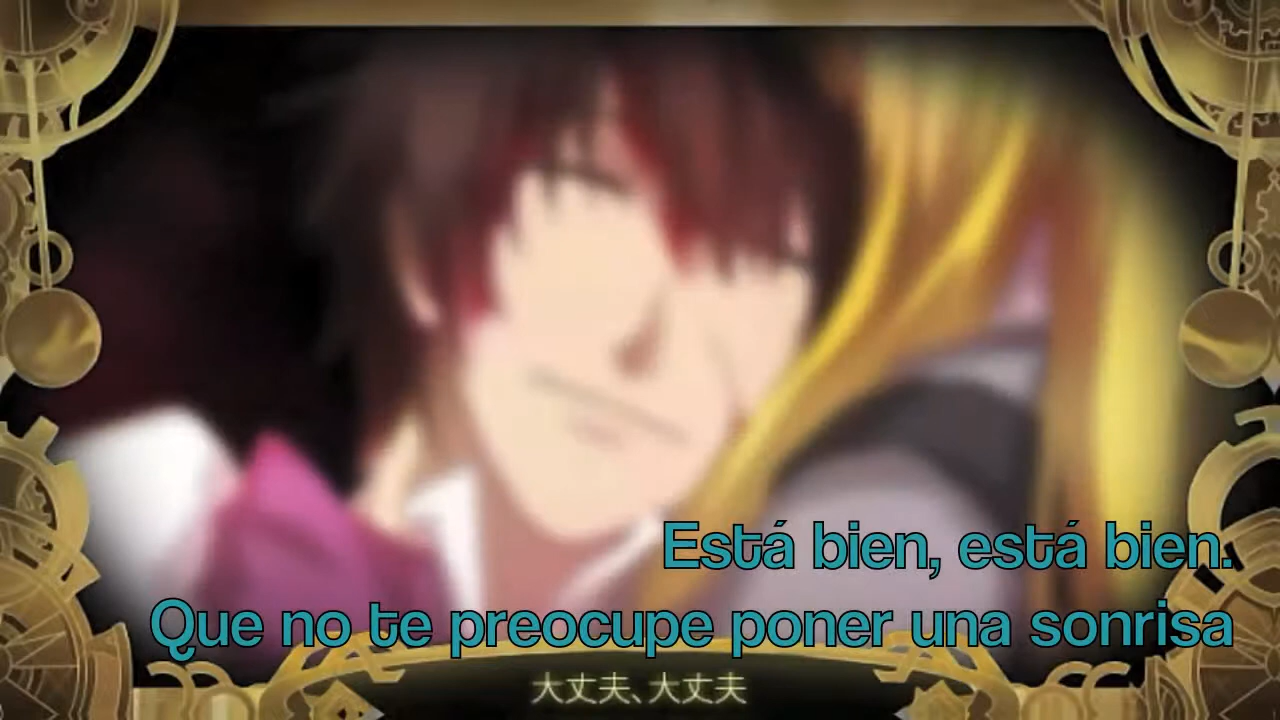 Está bien, está bien.
Que no te preocupe poner una sonrisa
大丈夫、大丈夫